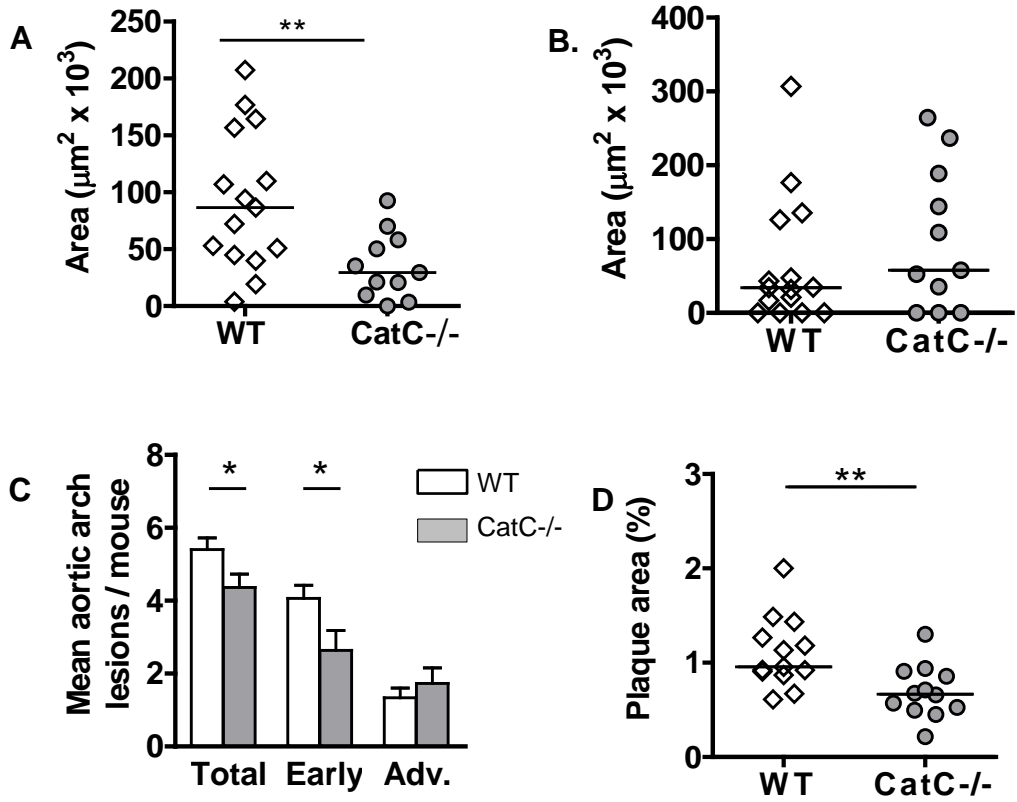 A
**
Area (μm² x 10³)
250
200
150
100
50
0
WT
CatC-/-
B.
Area (μm² x 10³)
400
300
200
100
0
WT
CatC-/-
C
Mean aortic arch
lesions / mouse
8
6
4
2
0
*
*
WT
CatC-/-
Total
Early
Adv.
D
**
Plaque area (%)
3
2
1
0
WT
CatC-/-